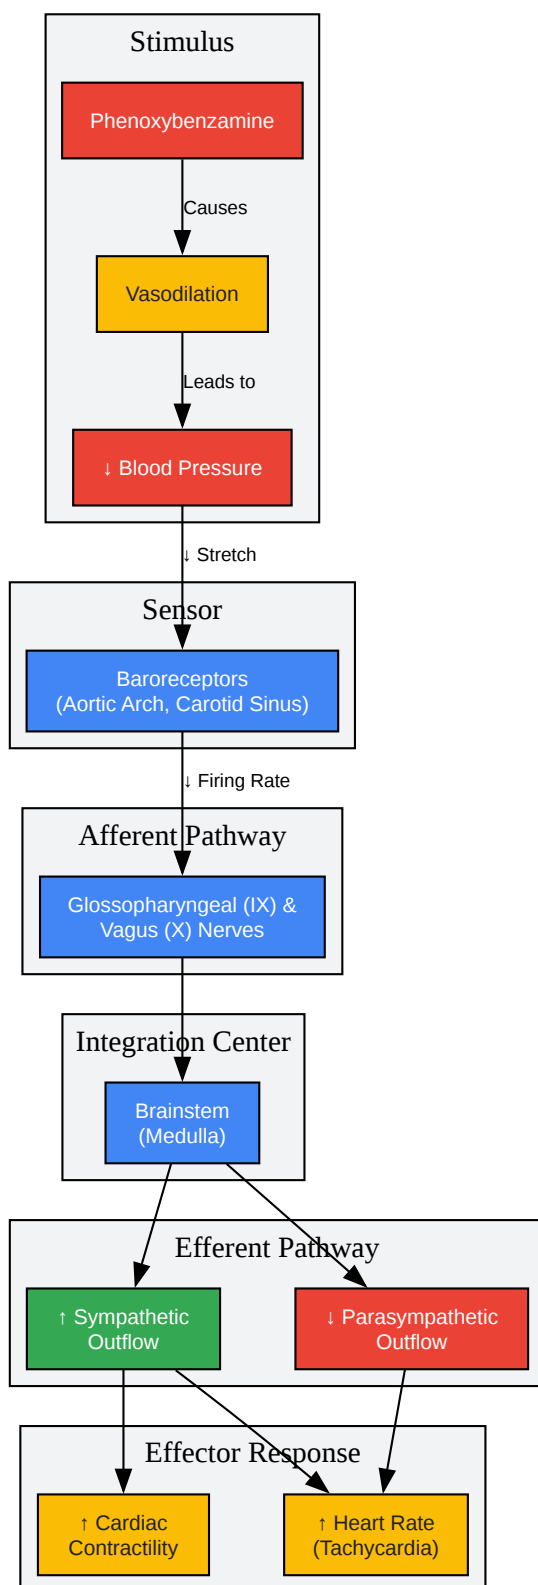 Stimulus
Phenoxybenzamine
Causes
Vasodilation
Leads to
↓ Blood Pressure
↓ Stretch
Sensor
Baroreceptors
(Aortic Arch, Carotid Sinus)
↓ Firing Rate
Afferent Pathway
Glossopharyngeal (IX) &
Vagus (X) Nerves
Integration Center
Brainstem
(Medulla)
Efferent Pathway
↑ Sympathetic
Outflow
↓ Parasympathetic
Outflow
Effector Response
↑ Cardiac
Contractility
↑ Heart Rate
(Tachycardia)